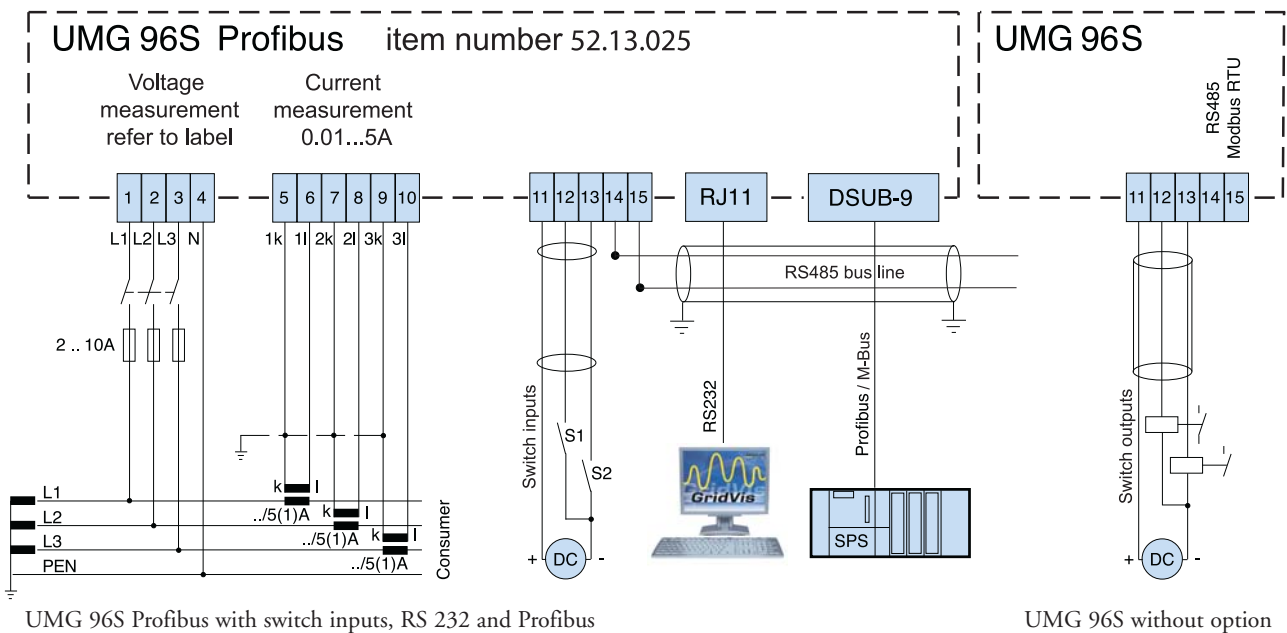 UMG 96S Profibus item number 52.13.025
Voltage
measurement
refer to label
Current
measurement
0.01...5A
1 2 3 4
5 6 7 8 9 10
11 12 13 14 15
RJ11
DSUB-9
L1 L2 L3 N
1k 1l 2k 2l 3k 3l
RS485 bus line
2 .. 10A
Switch inputs
S1
S2
RS232
Profibus / M-Bus
GridVis
SPS
L1
L2
L3
PEN
k l
../5(1)A
k l
../5(1)A
k l
../5(1)A
Consumer
+ DC -
UMG 96S
RS485
Modbus RTU
11 12 13 14 15
Switch outputs
+ DC -
UMG 96S Profibus with switch inputs, RS 232 and Profibus
UMG 96S without option